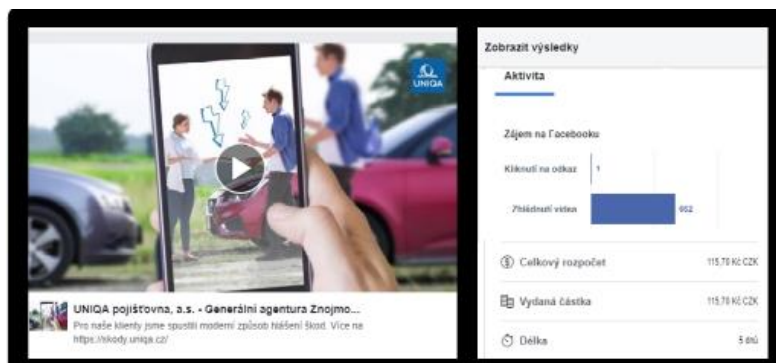 UNIQA
UNIQA pojišťovna, a.s. - Generální agentura Znojmo...
Pro naše klienty jsme spustili moderní způsob hlášení škod. Více na
https://skody.uniqa.cz/
Zobrazit výsledky
Aktivita
Zájem na Facebooku
Kliknutí na odkaz 1
Zhlédnutí videa 652
Celkový rozpočet 115,70 Kč CZK
Vydaná částka 115,70 Kč CZK
Délka 5 dnů